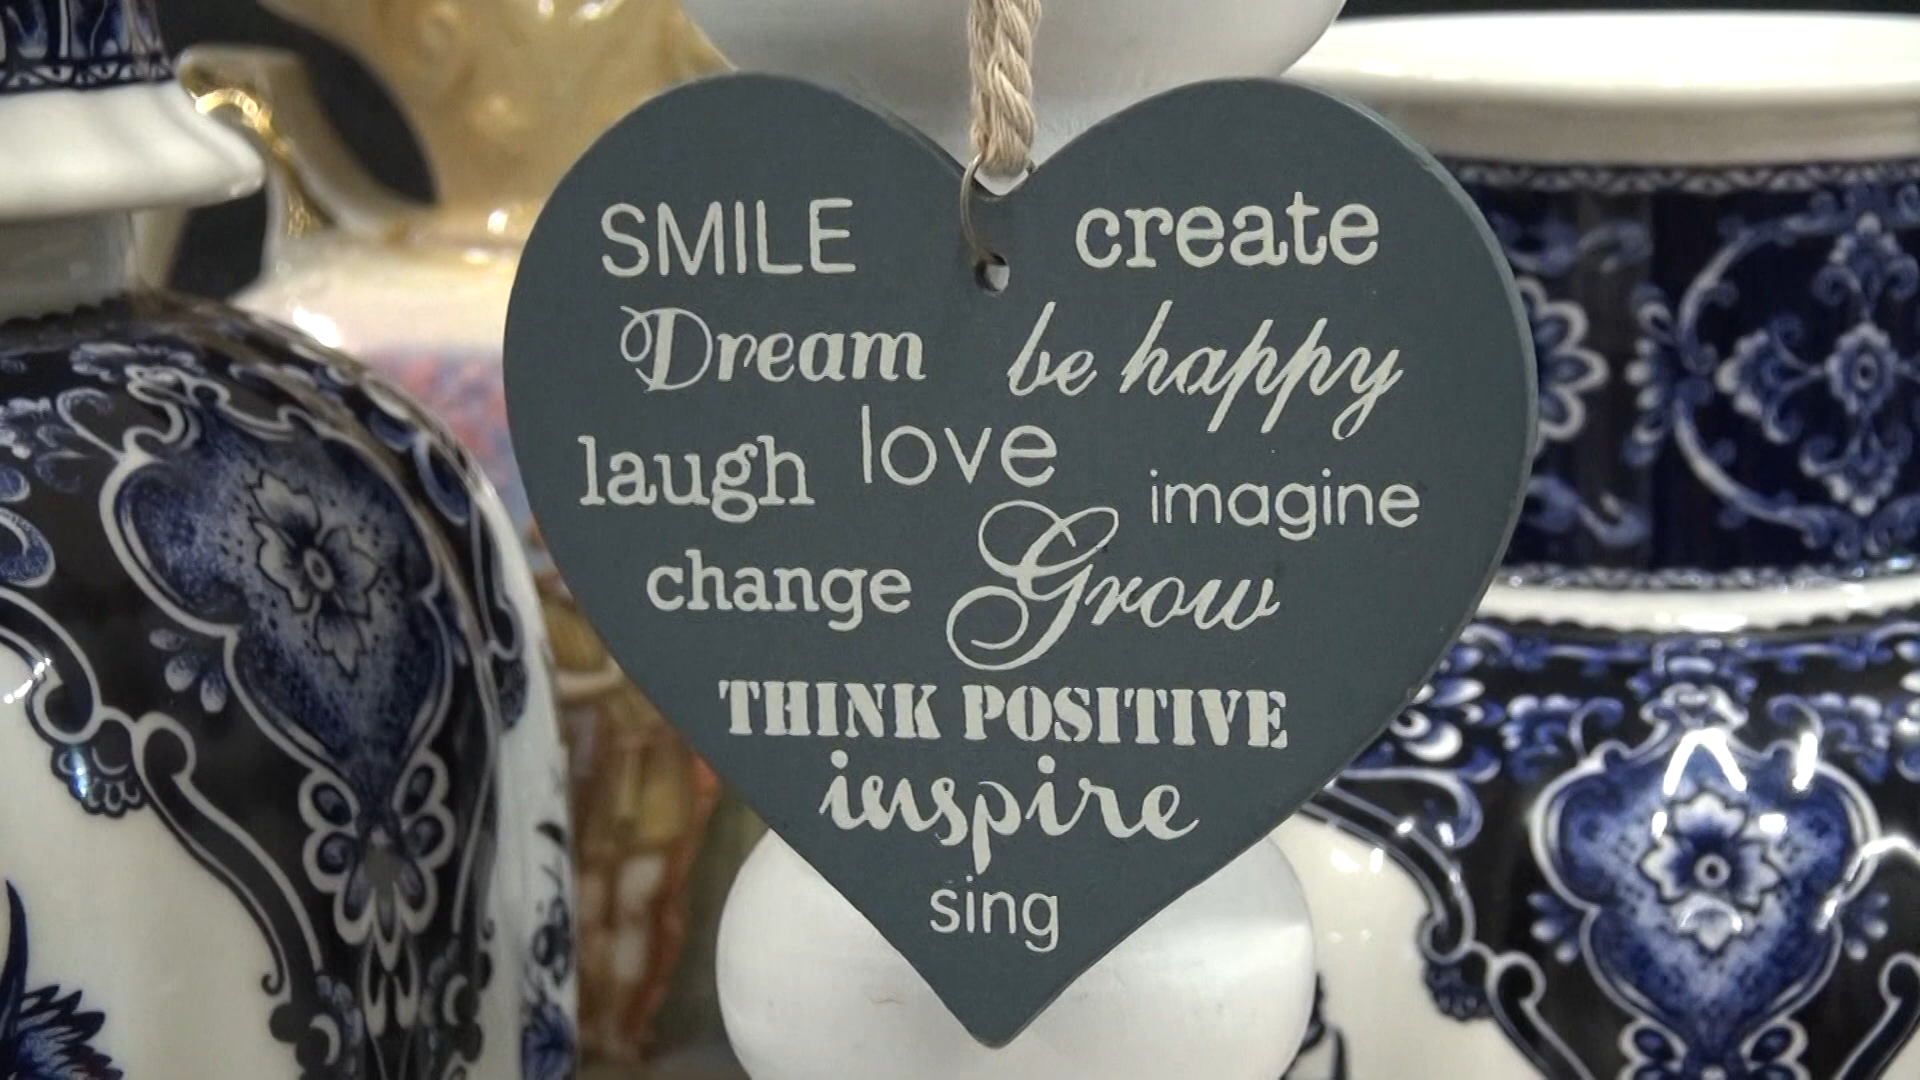 SMILE create
Dream be happy
laugh love imagine
change Grow
THINK POSITIVE
inspire
sing